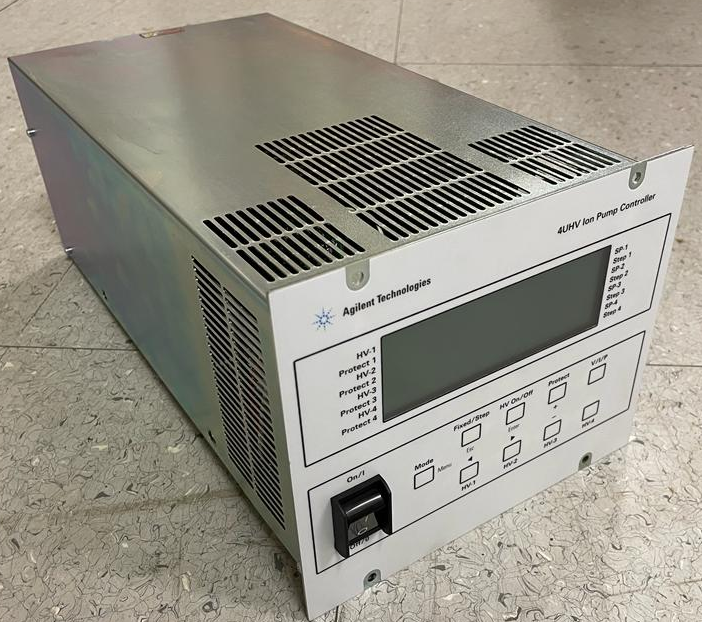 4UHV Ion Pump Controller
Agilent Technologies
HV-1
Protect 1
HV-2
Protect 2
HV-3
Protect 3
HV-4
Protect 4
SP-1
Step 1
SP-2
Step 2
SP-3
Step 3
SP-4
Step 4
Mode
Menu
Fixed/Step
Esc
HV On/Off
Enter
Protect
+
V/I/P
HV-1
HV-2
HV-3
HV-4
On/I
Off/0